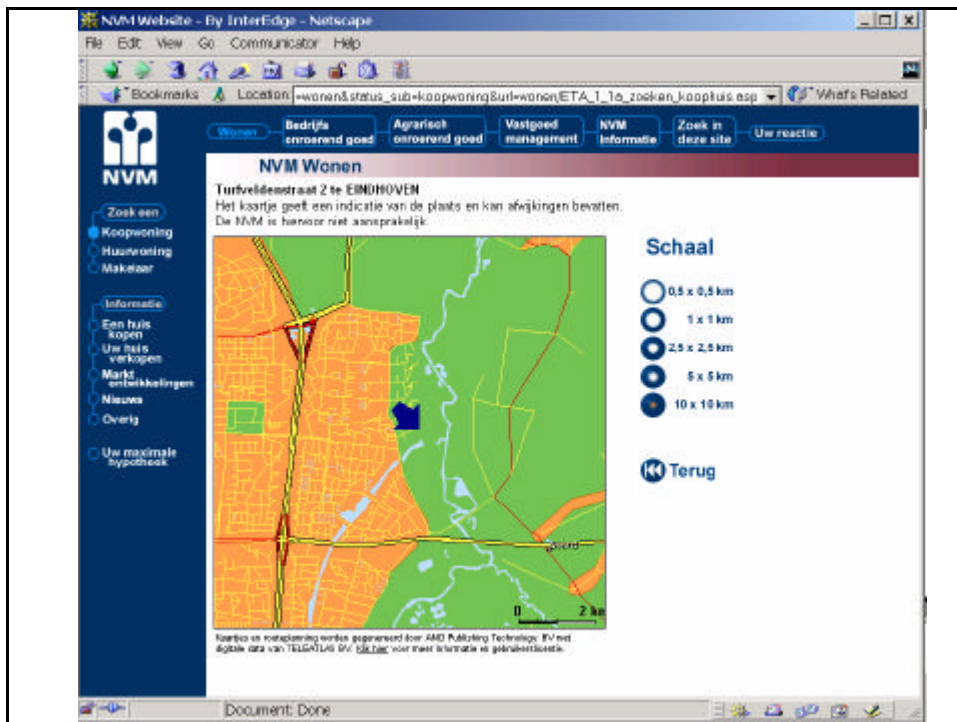 NVM Website - By InterEdge - Netscape
File Edit View Go Communicator Help
Bookmarks Location: =wonen&status_sub=koopwoning&url=wonen/ETA_1_1a_zoeken_koophuis.asp What's Related
NVM
Wonen
Bedrijfs onroerend goed
Agrarisch onroerend goed
Vastgoed management
NVM Informatie
Zoek in deze site
Uw reactie
NVM Wonen
Zoek een
Koopwoning
Huurwoning
Makelaar
Informatie
Een huis kopen
Uw huis verkopen
Markt ontwikkelingen
Nieuws
Overig
Uw maximale hypotheek
Turfveldenstraat 2 te EINDHOVEN
Het kaartje geeft een indicatie van de plaats en kan afwijkingen bevatten.
De NVM is hiervoor niet aansprakelijk.
0 2 km
Schaal
0,5 x 0,5 km
1 x 1 km
2,5 x 2,5 km
5 x 5 km
10 x 10 km
Terug
Kaartjes en routeplanning worden gegenereerd door AND Publishing Technology BV met
digitale data van TELEATLAS BV. Klik hier voor meer informatie en gebruikerslicentie.
Document: Done